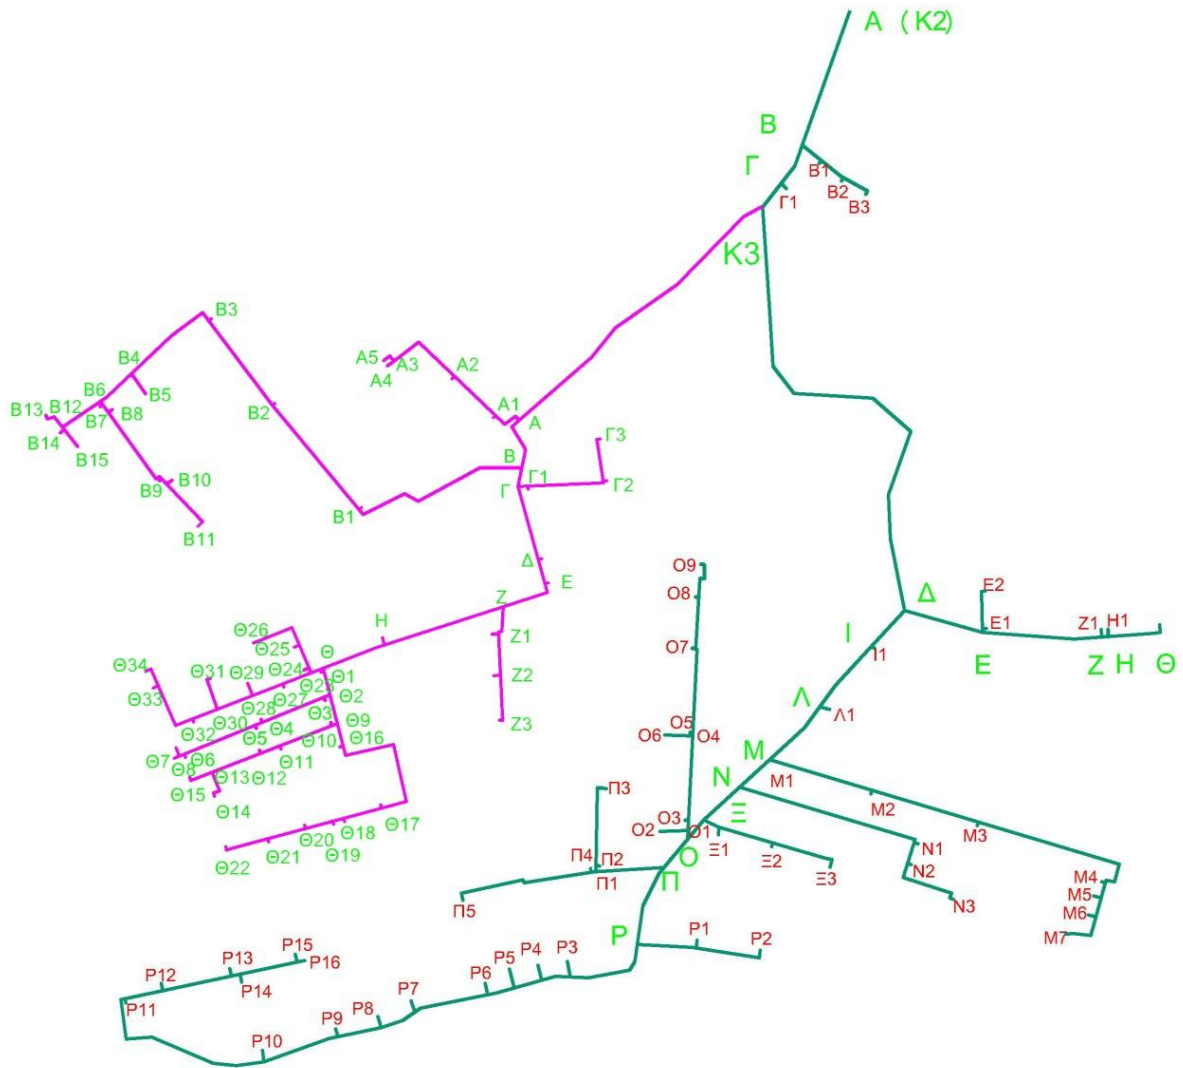 Α (Κ2)
Β
Γ
Β1
Β2
Β3
Γ1
Κ3
Β3
Β4
Β5
Β6
Β7
Β8
Β12
Β13
Β14
Β15
Β2
Β9
Β10
Β11
Β1
Α5
Α3
Α4
Α2
Α1
Α
Β
Γ
Γ1
Γ3
Γ2
Δ
Ε
Ζ
Ζ1
Ζ2
Ζ3
Η
Θ
Θ26
Θ25
Θ24
Θ34
Θ33
Θ31
Θ29
Θ23
Θ1
Θ2
Θ27
Θ28
Θ30
Θ32
Θ3
Θ9
Θ4
Θ5
Θ10
Θ16
Θ7
Θ6
Θ8
Θ11
Θ12
Θ13
Θ15
Θ14
Θ17
Θ18
Θ20
Θ19
Θ21
Θ22
Ο9
Ο8
Ο7
Ο5
Ο6
Ο4
Ο3
Ο2
Ο1
Δ
Ε2
Ε1
Ζ1
Η1
Ε
Ζ
Η
Θ
Ι
Ι1
Λ
Λ1
Μ
Μ1
Μ2
Μ3
Μ4
Μ5
Μ6
Μ7
Ν
Ν1
Ν2
Ν3
Ξ
Ξ1
Ξ2
Ξ3
Ο
Π3
Π4
Π2
Π1
Π
Π5
Ρ
Ρ1
Ρ2
Ρ3
Ρ4
Ρ5
Ρ6
Ρ7
Ρ8
Ρ9
Ρ10
Ρ15
Ρ16
Ρ13
Ρ14
Ρ12
Ρ11